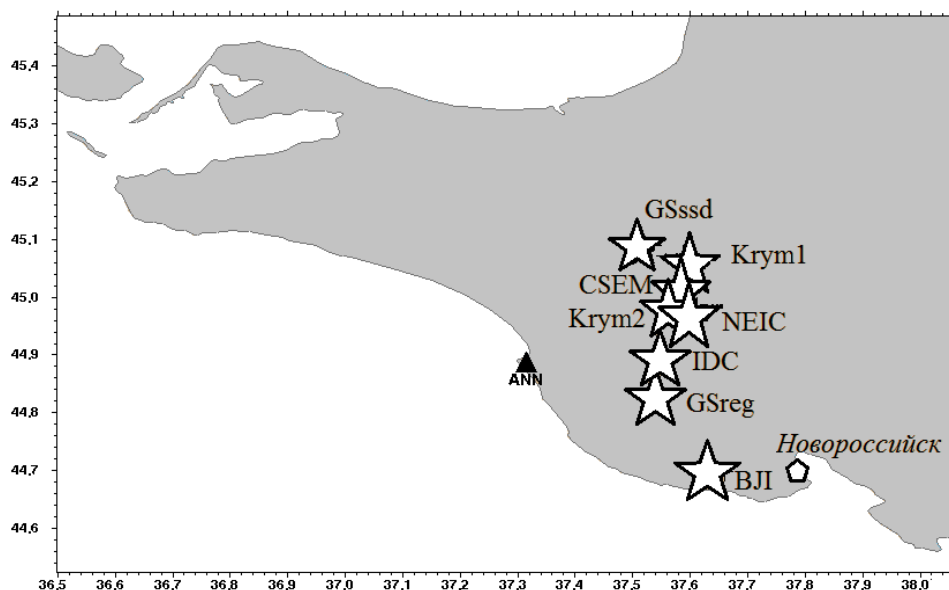 45,4
45,3
45,2
GSssd
45,1
Krym1
CSEM
45,0
Krym2
NEIC
44,9
IDC
ANN
GSreg
44,8
Новороссийск
44,7
BJI
44,6
36,5 36,6 36,7 36,8 36,9 37,0 37,1 37,2 37,3 37,4 37,5 37,6 37,7 37,8 37,9 38,0